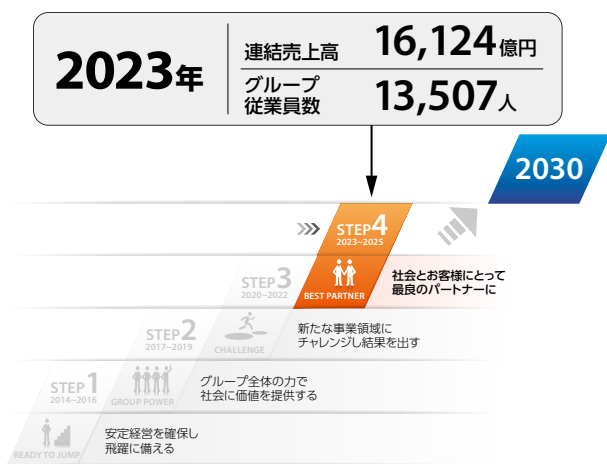 2023年
連結売上高 16,124億円
グループ
従業員数 13,507人
2030
STEP4
2023~2025
BEST PARTNER
社会とお客様にとって
最良のパートナーに
STEP3
2020~2022
CHALLENGE
新たな事業領域に
チャレンジし結果を出す
STEP2
2017~2019
GROUP POWER
グループ全体の力で
社会に価値を提供する
STEP1
2014~2016
READY TO JUMP
安定経営を確保し
飛躍に備える